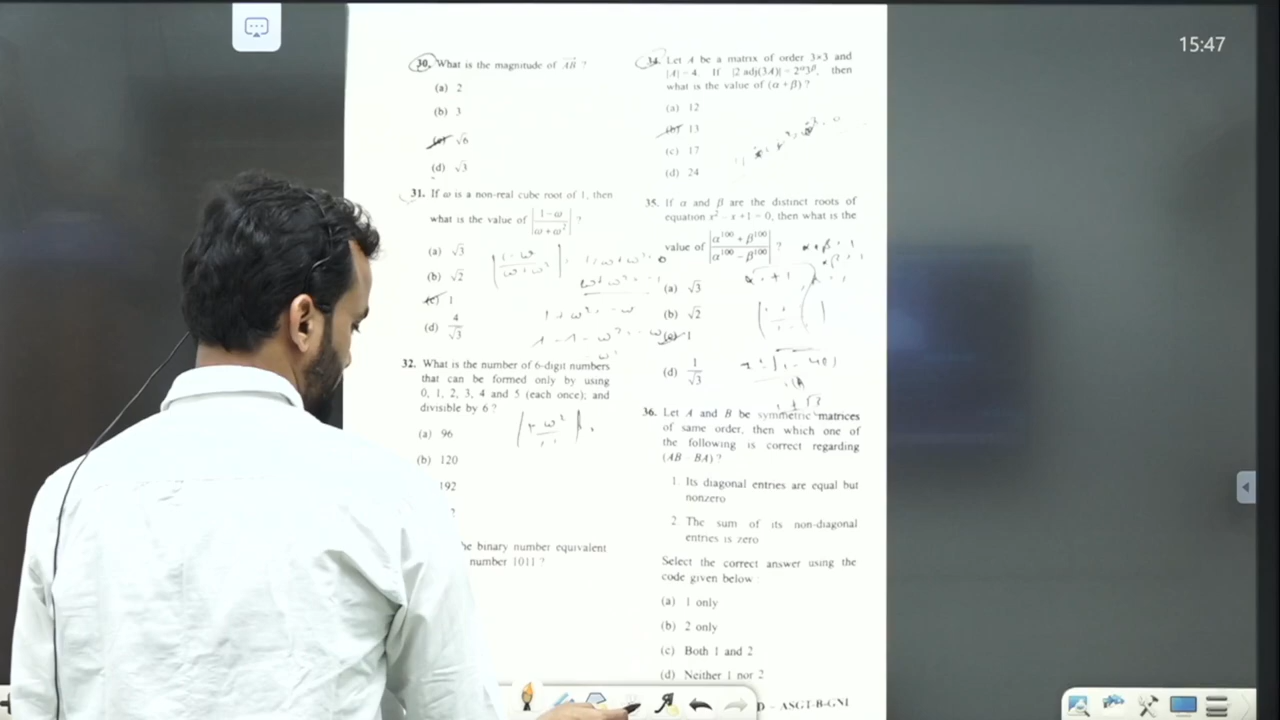 15:47
30. What is the magnitude of AB ?
(a) 2
(b) 3
(c) √6
(d) √3
31. If ω is a non-real cube root of 1, then
what is the value of |1−ω / ω+ω²| ?
(a) √3
(b) √2
(c) 1
(d) 4/√3
32. What is the number of 6-digit numbers
that can be formed only by using
0, 1, 2, 3, 4 and 5 (each once); and
divisible by 6 ?
(a) 96
(b) 120
192
?
he binary number equivalent
number 1011 ?
34. Let A be a matrix of order 3×3 and
|A| = 4. If |2 adj(3A)| = 2^α3^β, then
what is the value of (α + β) ?
(a) 12
(b) 13
(c) 17
(d) 24
35. If α and β are the distinct roots of
equation x² − x + 1 = 0, then what is the
value of |α¹⁰⁰ + β¹⁰⁰ / α¹⁰⁰ − β¹⁰⁰| ?
(a) √3
(b) √2
(c) 1
(d) 1/√3
36. Let A and B be symmetric matrices
of same order, then which one of
the following is correct regarding
(AB − BA) ?
1. Its diagonal entries are equal but
nonzero
2. The sum of its non-diagonal
entries is zero
Select the correct answer using the
code given below :
(a) 1 only
(b) 2 only
(c) Both 1 and 2
(d) Neither 1 nor 2
D – ASGT-B-GNL